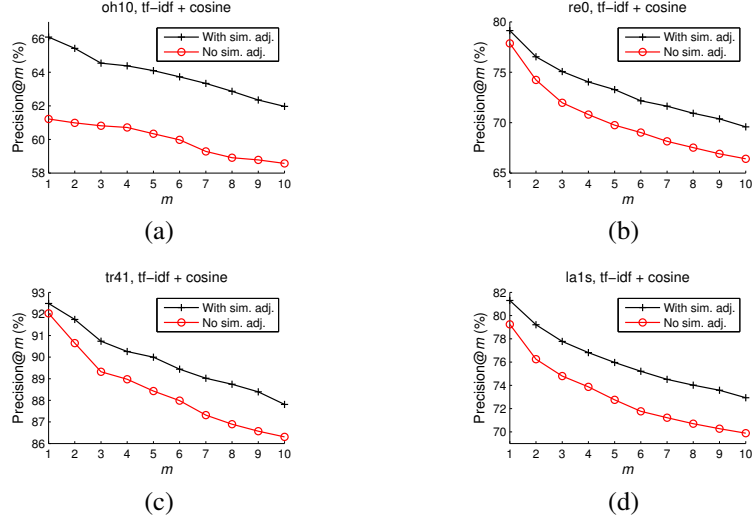 oh10, tf−idf + cosine
Precision@m (%)
66
64
62
60
58
With sim. adj.
No sim. adj.
1 2 3 4 5 6 7 8 9 10
m
(a)
re0, tf−idf + cosine
Precision@m (%)
80
75
70
65
With sim. adj.
No sim. adj.
1 2 3 4 5 6 7 8 9 10
m
(b)
tr41, tf−idf + cosine
Precision@m (%)
93
92
91
90
89
88
87
86
With sim. adj.
No sim. adj.
1 2 3 4 5 6 7 8 9 10
m
(c)
la1s, tf−idf + cosine
Precision@m (%)
82
80
78
76
74
72
70
With sim. adj.
No sim. adj.
1 2 3 4 5 6 7 8 9 10
m
(d)